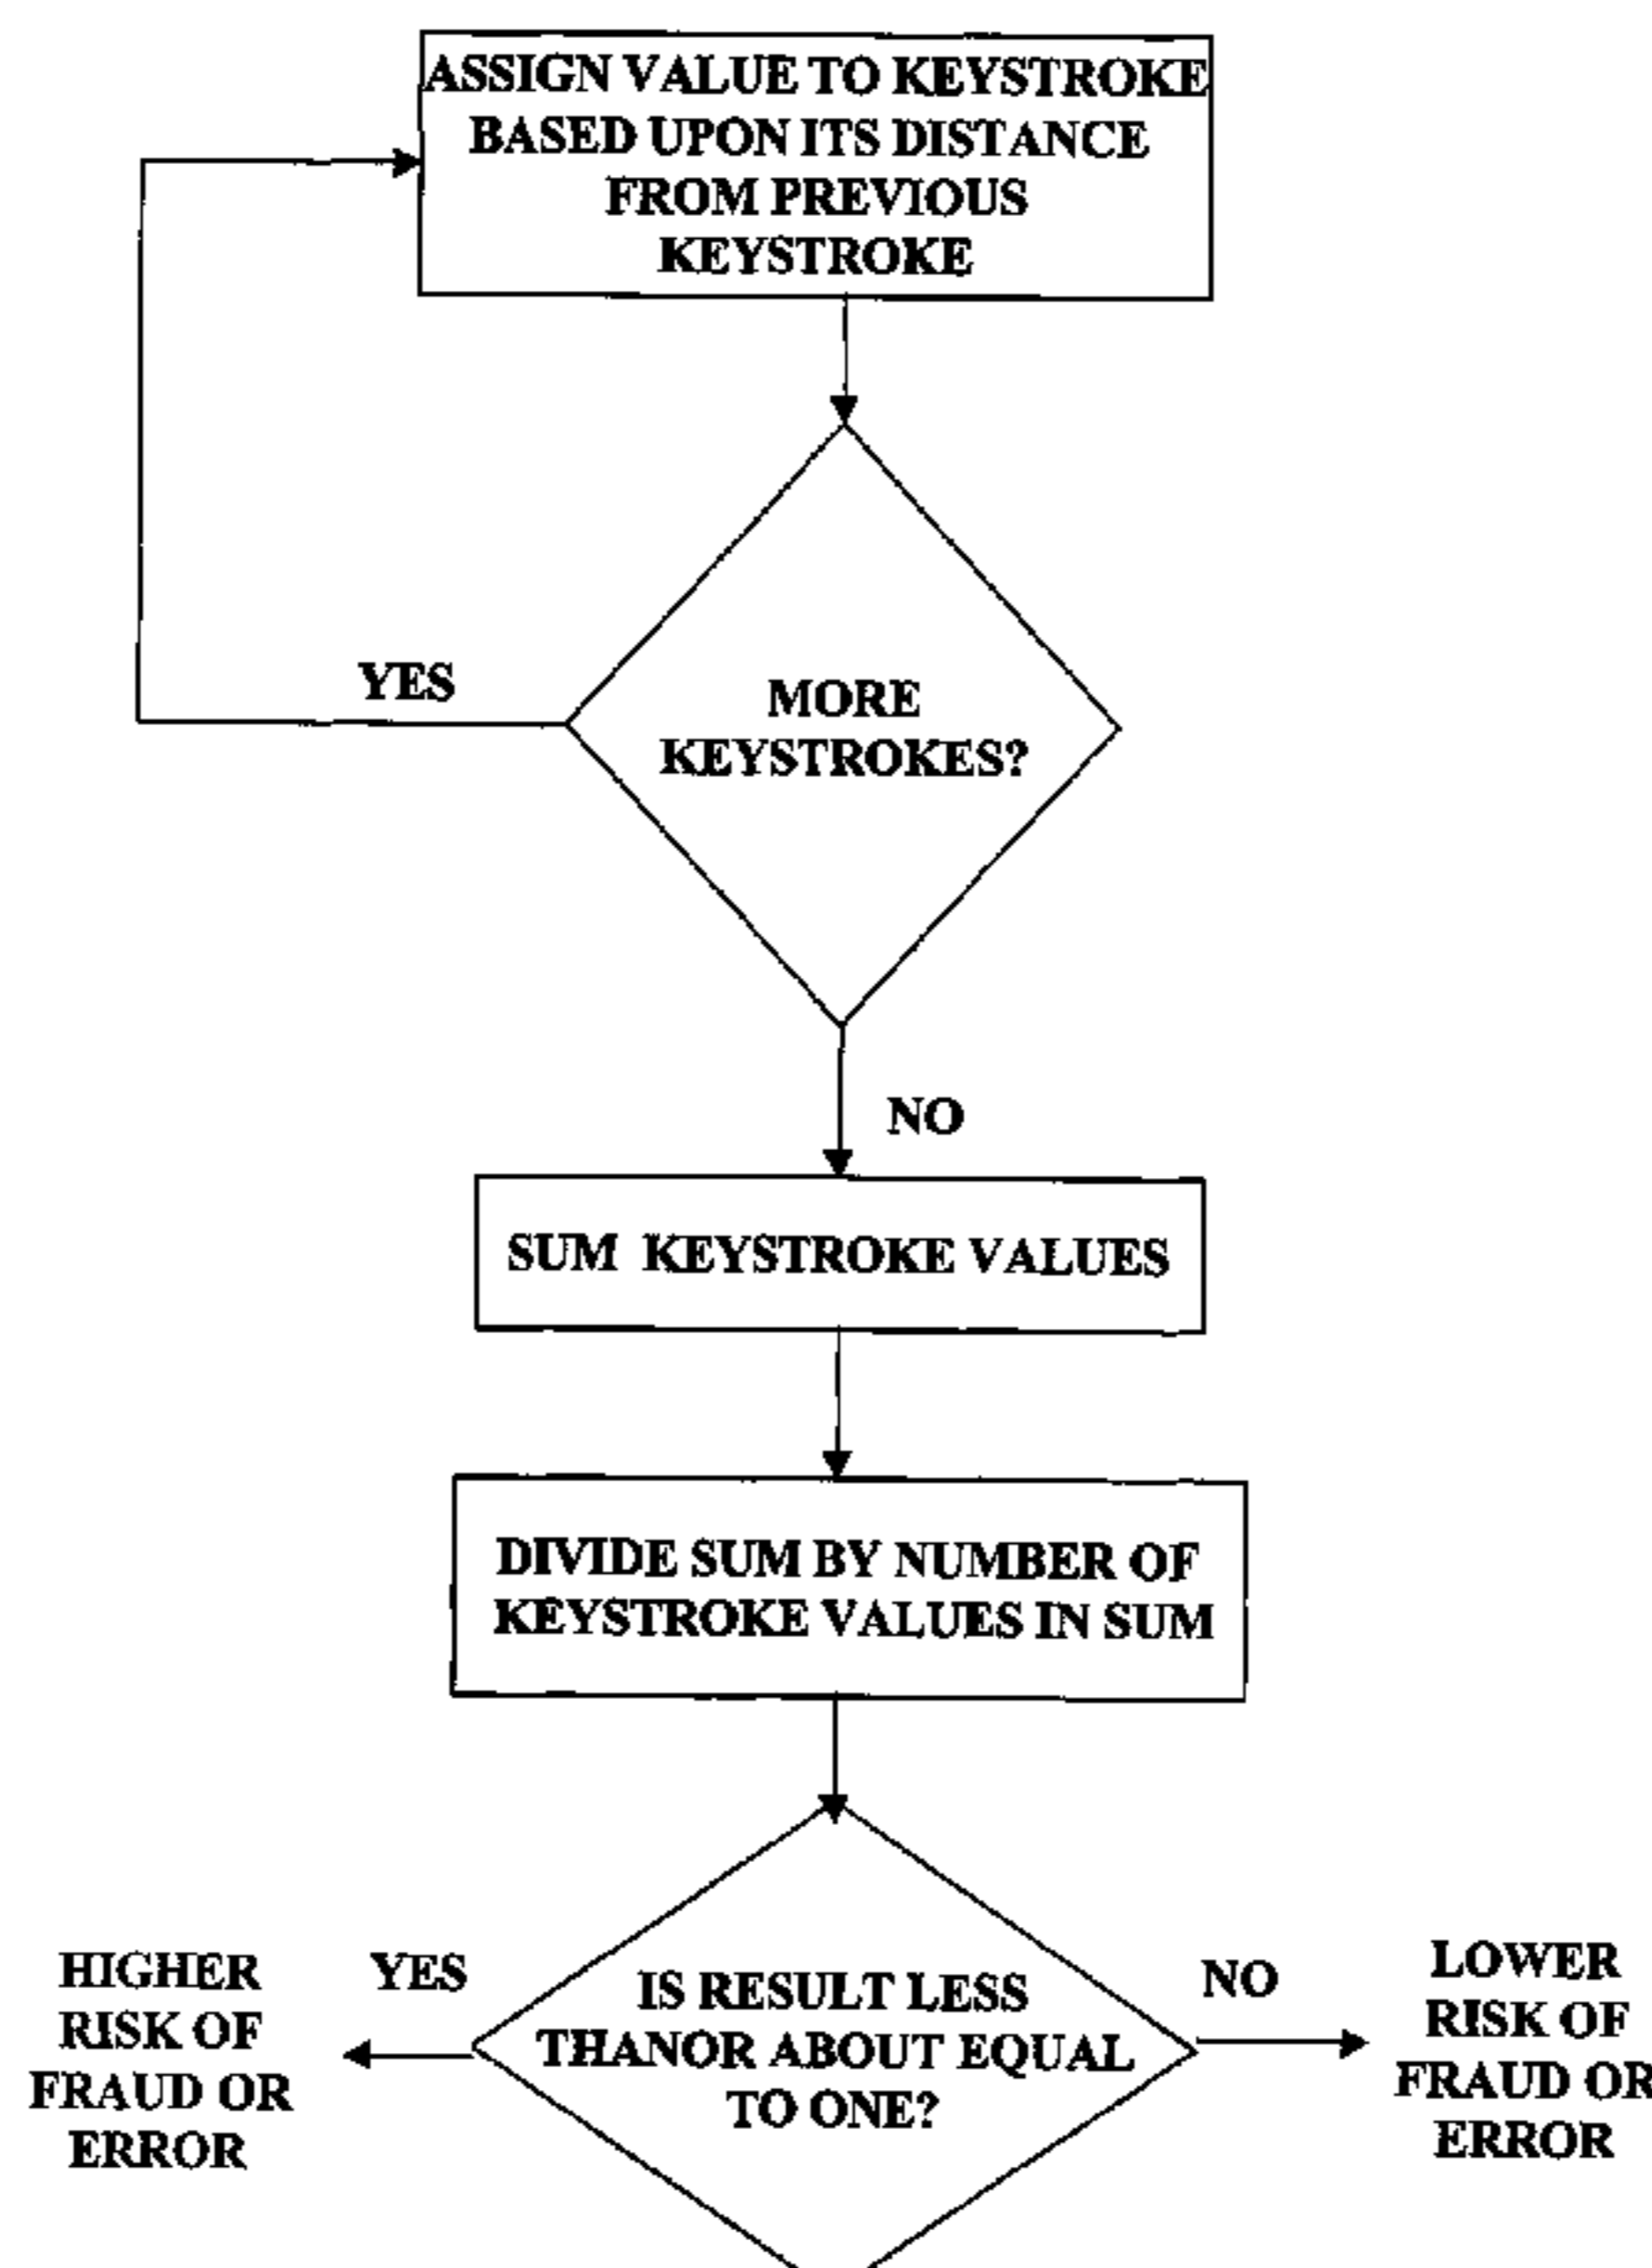 ASSIGN VALUE TO KEYSTROKE
BASED UPON ITS DISTANCE
FROM PREVIOUS
KEYSTROKE
YES
MORE
KEYSTROKES?
NO
SUM KEYSTROKE VALUES
DIVIDE SUM BY NUMBER OF
KEYSTROKE VALUES IN SUM
HIGHER
RISK OF
FRAUD OR
ERROR
YES
IS RESULT LESS
THANOR ABOUT EQUAL
TO ONE?
NO
LOWER
RISK OF
FRAUD OR
ERROR